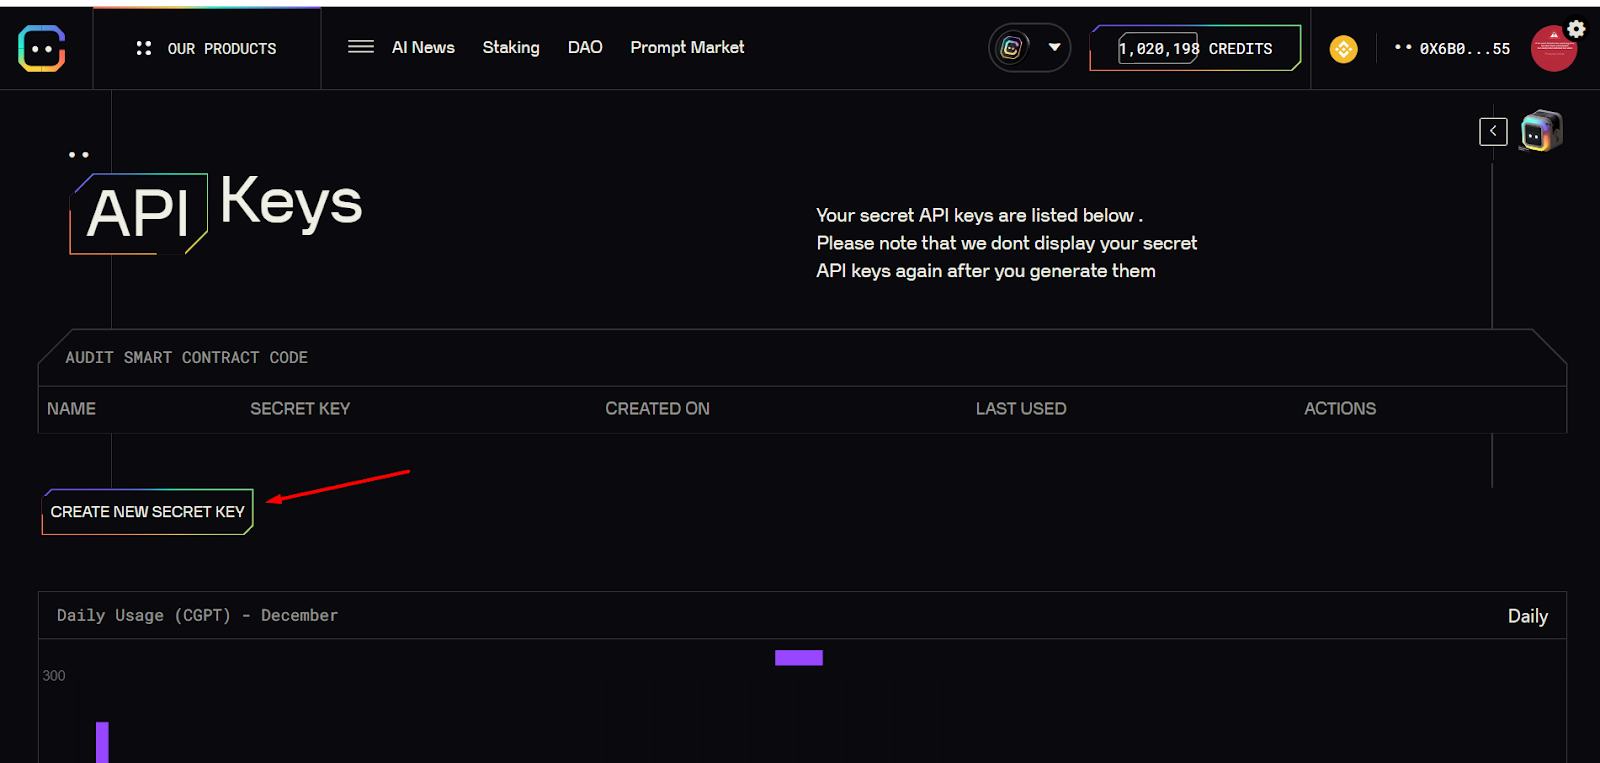 OUR PRODUCTS
AI News
Staking
DAO
Prompt Market
1,020,198 CREDITS
0X6B0...55
API Keys
Your secret API keys are listed below .
Please note that we dont display your secret
API keys again after you generate them
AUDIT SMART CONTRACT CODE
NAME
SECRET KEY
CREATED ON
LAST USED
ACTIONS
CREATE NEW SECRET KEY
Daily Usage (CGPT) - December
Daily
300